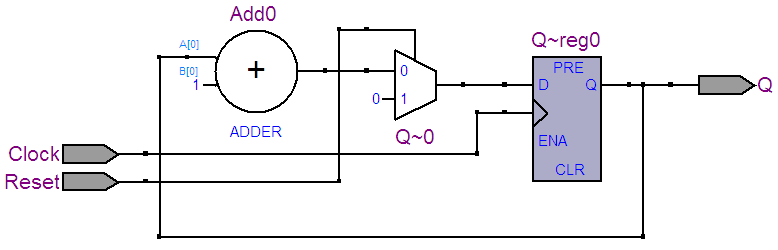 Add0
A[0]
B[0]
1
+
ADDER
0
0
1
Q~0
Q~reg0
PRE
D
Q
ENA
CLR
Q
Clock
Reset